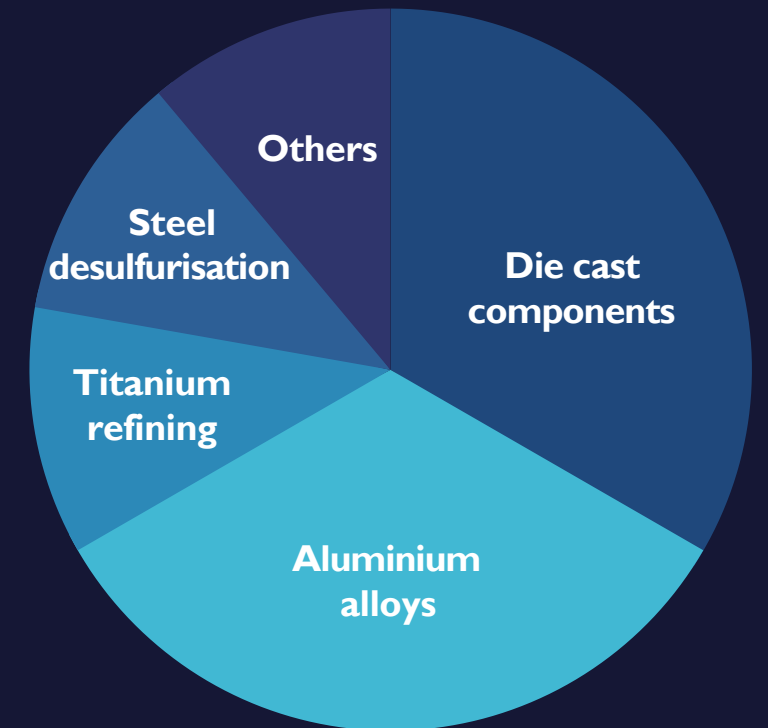 Others
Steel
desulfurisation
Die cast
components
Titanium
refining
Aluminium
alloys